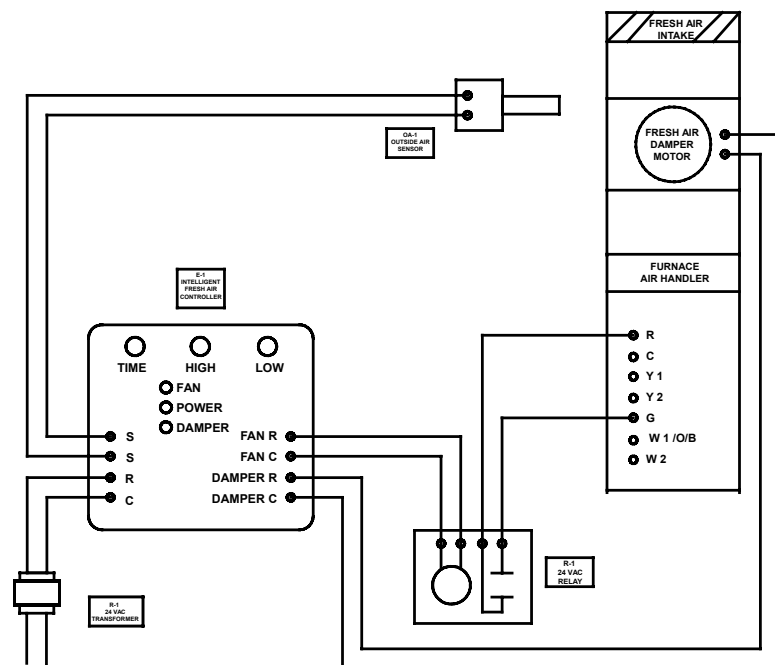 FRESH AIR
INTAKE
OA-1
OUTSIDE AIR
SENSOR
FRESH AIR
DAMPER
MOTOR
E-1
INTELLIGENT
FRESH AIR
CONTROLLER
FURNACE
AIR HANDLER
TIME
HIGH
LOW
FAN
POWER
DAMPER
S
S
R
C
FAN R
FAN C
DAMPER R
DAMPER C
R
C
Y 1
Y 2
G
W 1 /O/B
W 2
R-1
24 VAC
TRANSFORMER
R-1
24 VAC
RELAY